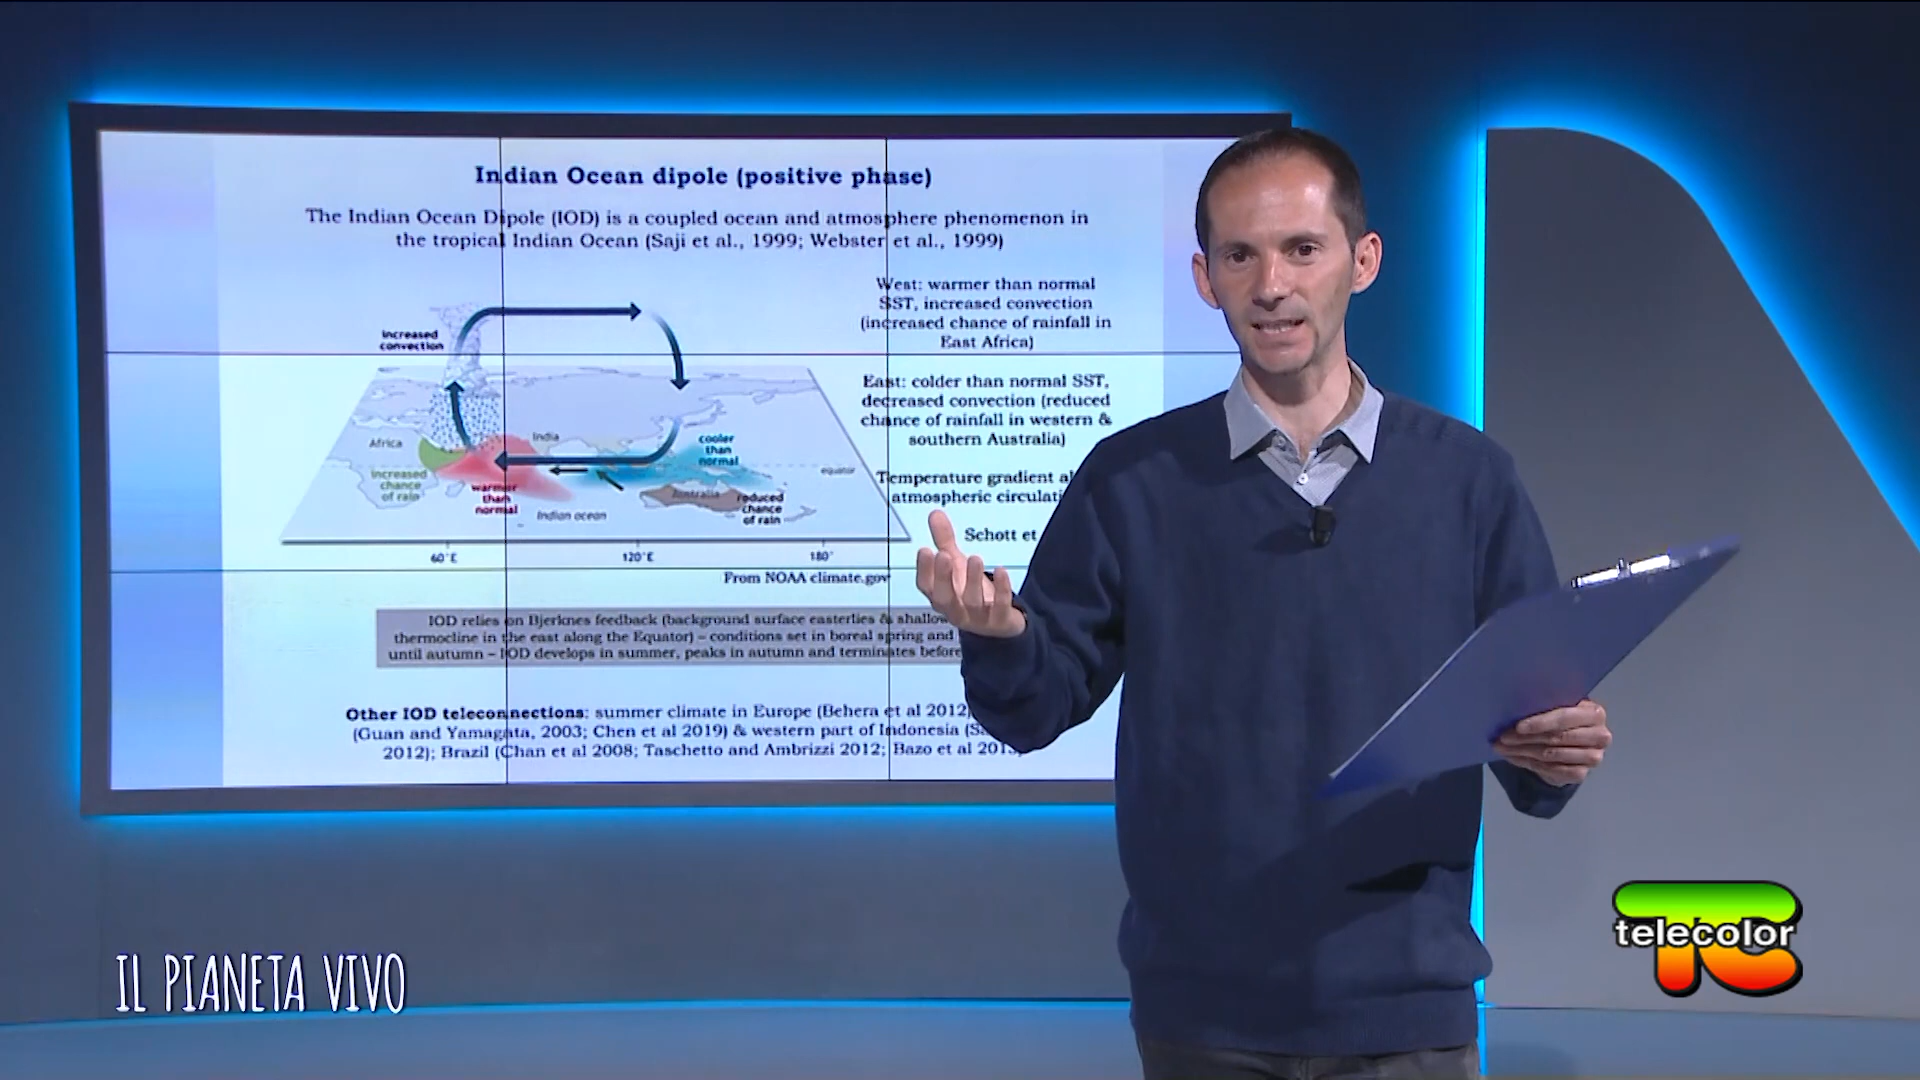 Indian Ocean dipole (positive phase)
The Indian Ocean Dipole (IOD) is a coupled ocean and atmosphere phenomenon in
the tropical Indian Ocean (Saji et al., 1999; Webster et al., 1999)
West: warmer than normal
SST, increased convection
(increased chance of rainfall in
East Africa)
East: colder than normal SST,
decreased convection (reduced
chance of rainfall in western &
southern Australia)
Temperature gradient
atmospheric
Schott et
increased
convection
Africa
India
cooler
than
normal
equator
increased
chance
of rain
warmer
than
normal
Indian ocean
Australia
reduced
chance
of rain
60°E
120°E
180°
From NOAA climate.gov
IOD relies on Bjerknes feedback (background surface easterlies & shallow
thermocline in the east along the Equator) – conditions set in boreal spring and
until autumn – IOD develops in summer, peaks in autumn and terminates before
Other IOD teleconnections: summer climate in Europe (Behera et al 2012)
(Guan and Yamagata, 2003; Chen et al 2019) & western part of Indonesia
2012); Brazil (Chan et al 2008; Taschetto and Ambrizzi 2012; Bazo et al
IL PIANETA VIVO
telecolor